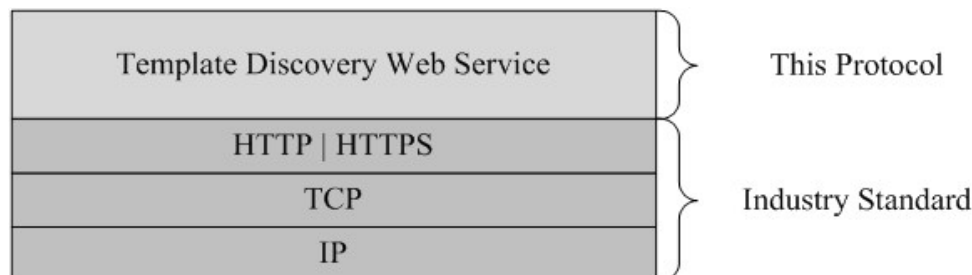 Template Discovery Web Service
This Protocol
HTTP | HTTPS
TCP
Industry Standard
IP